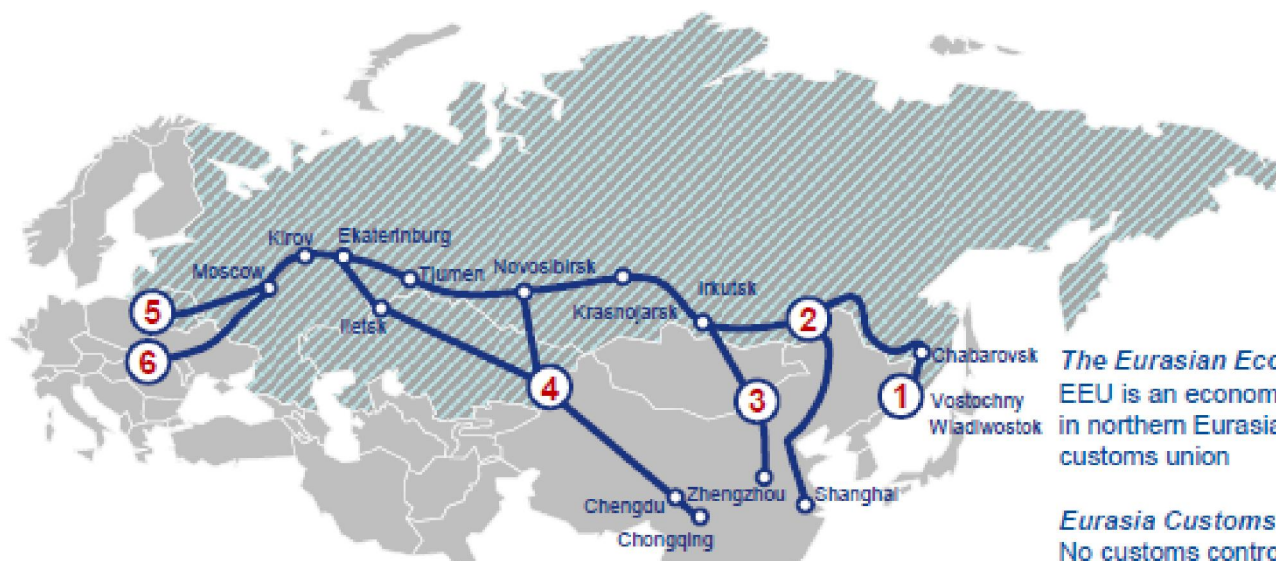 Kirov
Ekaterinburg
Moscow
Tjumen
Novosibirsk
Irkutsk
Krasnojarsk
Iletsk
5
6
4
3
2
1
Chabarovsk
Vostochny
Wladiwostok
Chengdu
Zhengzhou
Shanghai
Chongqing
The Eurasian Eco
EEU is an econom
in northern Eurasia
customs union
Eurasia Customs
No customs contro